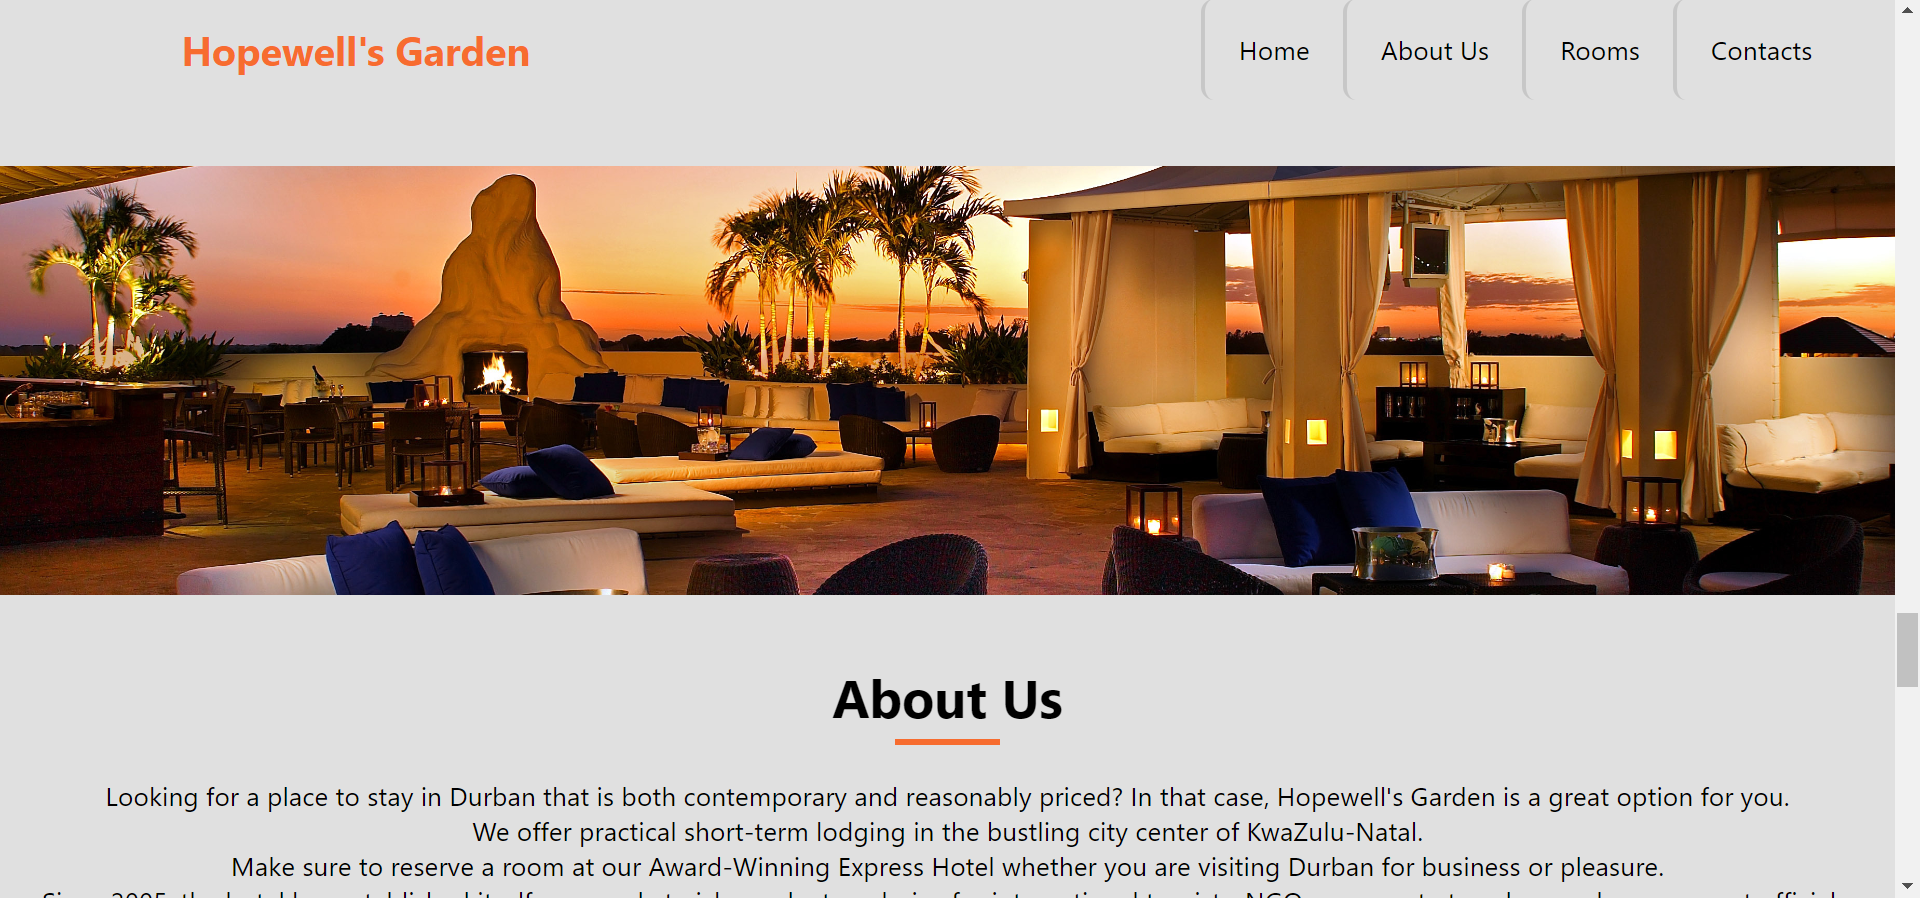 Hopewell's Garden
Home
About Us
Rooms
Contacts
About Us
Looking for a place to stay in Durban that is both contemporary and reasonably priced? In that case, Hopewell's Garden is a great option for you.
We offer practical short-term lodging in the bustling city center of KwaZulu-Natal.
Make sure to reserve a room at our Award-Winning Express Hotel whether you are visiting Durban for business or pleasure.